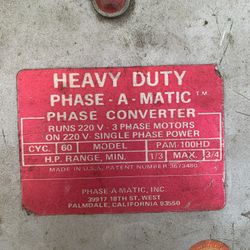 HEAVY DUTY
PHASE - A - MATIC ™
PHASE CONVERTER
RUNS 220 V - 3 PHASE MOTORS
ON 220 V - SINGLE PHASE POWER
CYC. 60 MODEL PAM-100HD
H.P. RANGE, MIN. 1/3 MAX. 3/4
MADE IN U.S.A. PATENT NUMBER 3673480
PHASE A MATIC, INC
39917 18TH ST. WEST
PALMDALE, CALIFORNIA 93550